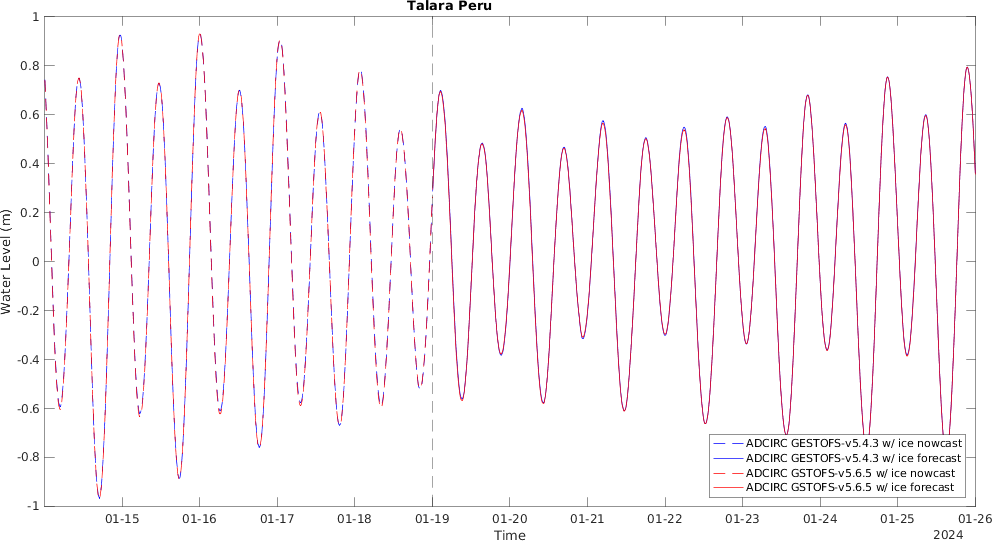 Talara Peru
1
0.8
0.6
0.4
0.2
0
-0.2
-0.4
-0.6
-0.8
-1
Water Level (m)
ADCIRC GESTOFS-v5.4.3 w/ ice nowcast
ADCIRC GESTOFS-v5.4.3 w/ ice forecast
ADCIRC GSTOFS-v5.6.5 w/ ice nowcast
ADCIRC GSTOFS-v5.6.5 w/ ice forecast
01-15 01-16 01-17 01-18 01-19 01-20 01-21 01-22 01-23 01-24 01-25 01-26
Time
2024